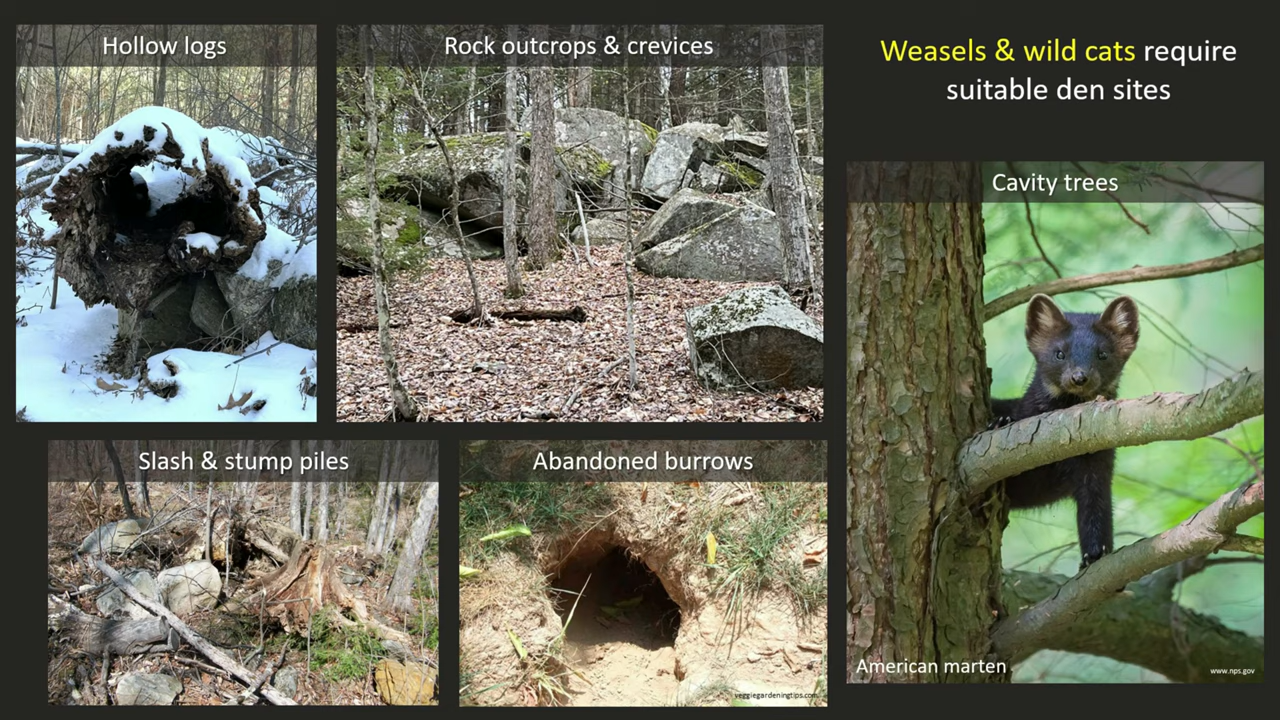 Hollow logs
Rock outcrops & crevices
Weasels & wild cats require
suitable den sites
Cavity trees
Slash & stump piles
Abandoned burrows
veggiegardeningtips.com
American marten
www.nps.gov